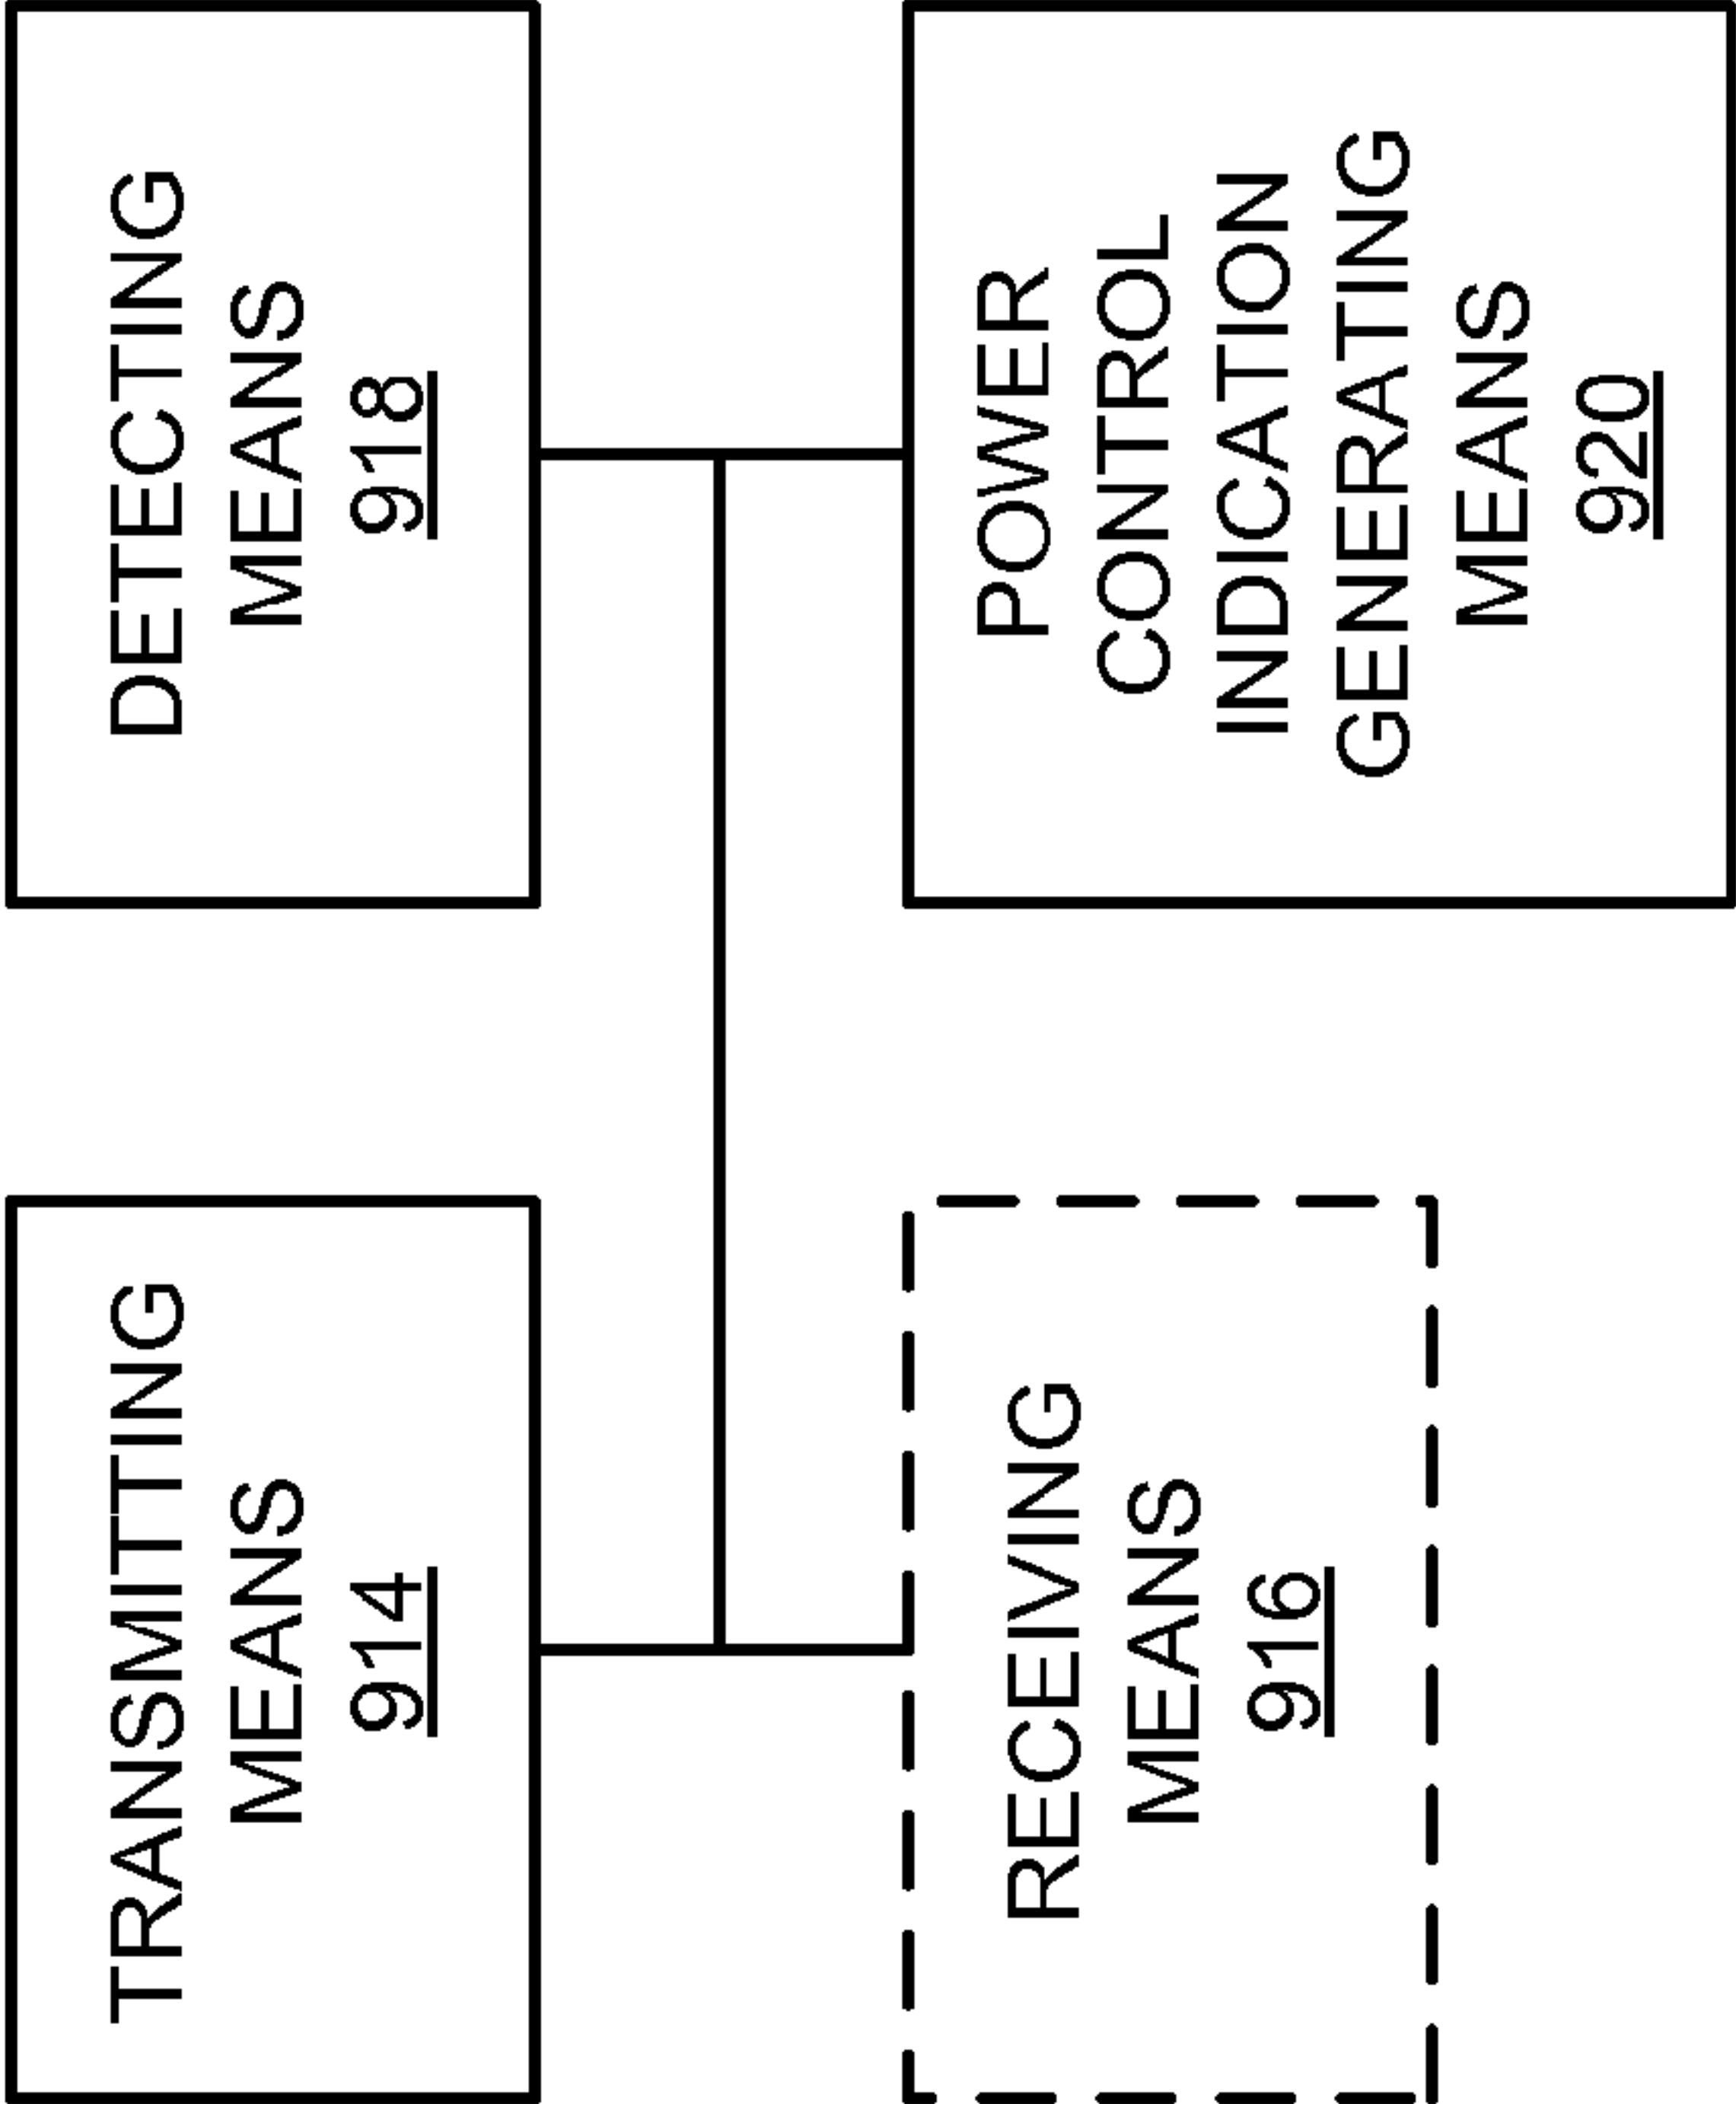 TRANSMITTING
MEANS
914
DETECTING
MEANS
918
RECEIVING
MEANS
916
POWER
CONTROL
INDICATION
GENERATING
MEANS
920